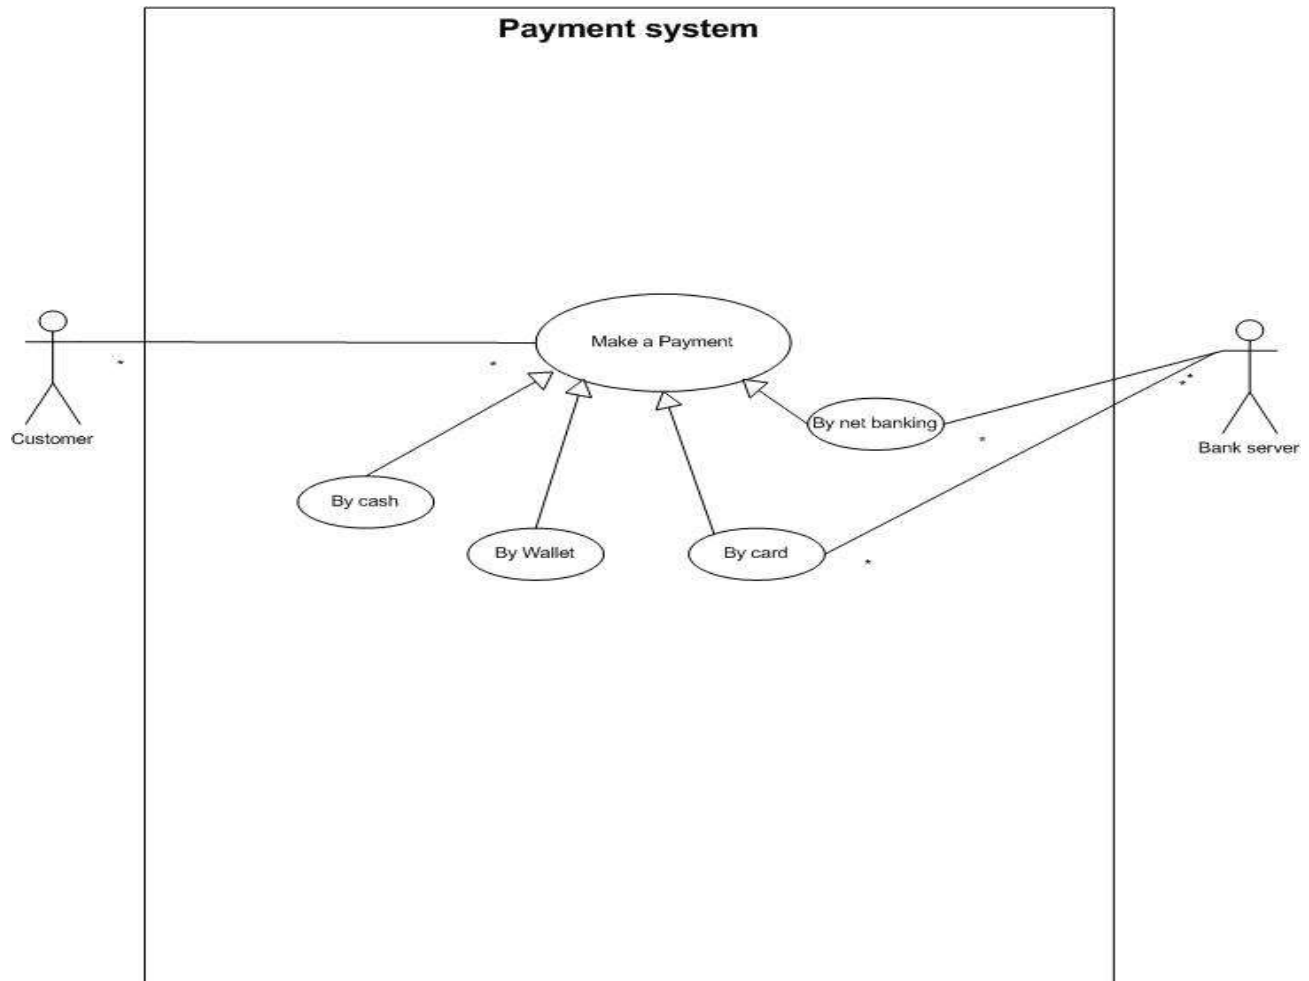 Payment system
Make a Payment
*
*
Customer
By net banking
**
*
Bank server
By cash
By Wallet
By card
*